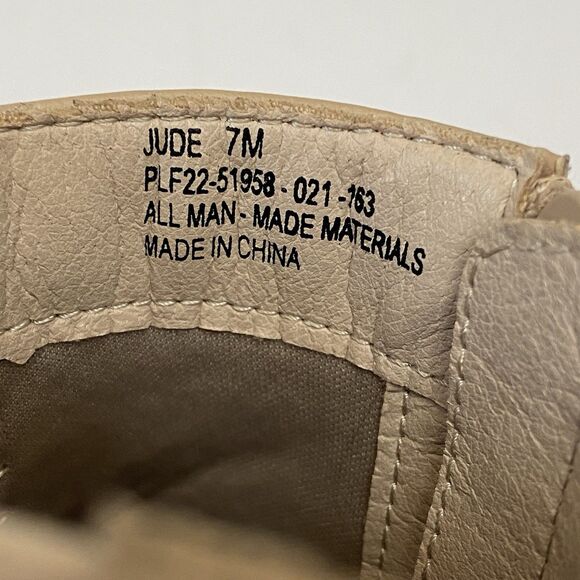 JUDE 7M
PLF22-51958-021-163
ALL MAN-MADE MATERIALS
MADE IN CHINA